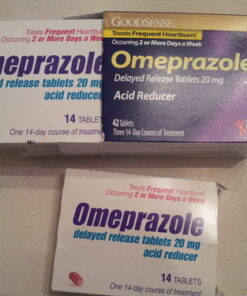 Treats Frequent Heartburn!
Occurring 2 or More Days a Week
Omeprazole
delayed release tablets 20 mg
acid reducer
14 TABLETS
One 14-day course of treatment
GOODSENSE
Treats Frequent Heartburn!
Occurring 2 or More Days a Week
Omeprazole
Delayed Release Tablets 20 mg
Acid Reducer
42 Tablets
Three 14-Day Courses of Treatment
Treats Frequent Heartburn!
Occurring 2 or More Days a Week
Omeprazole
delayed release tablets 20 mg
acid reducer
14 TABLETS
One 14-day course of treatment